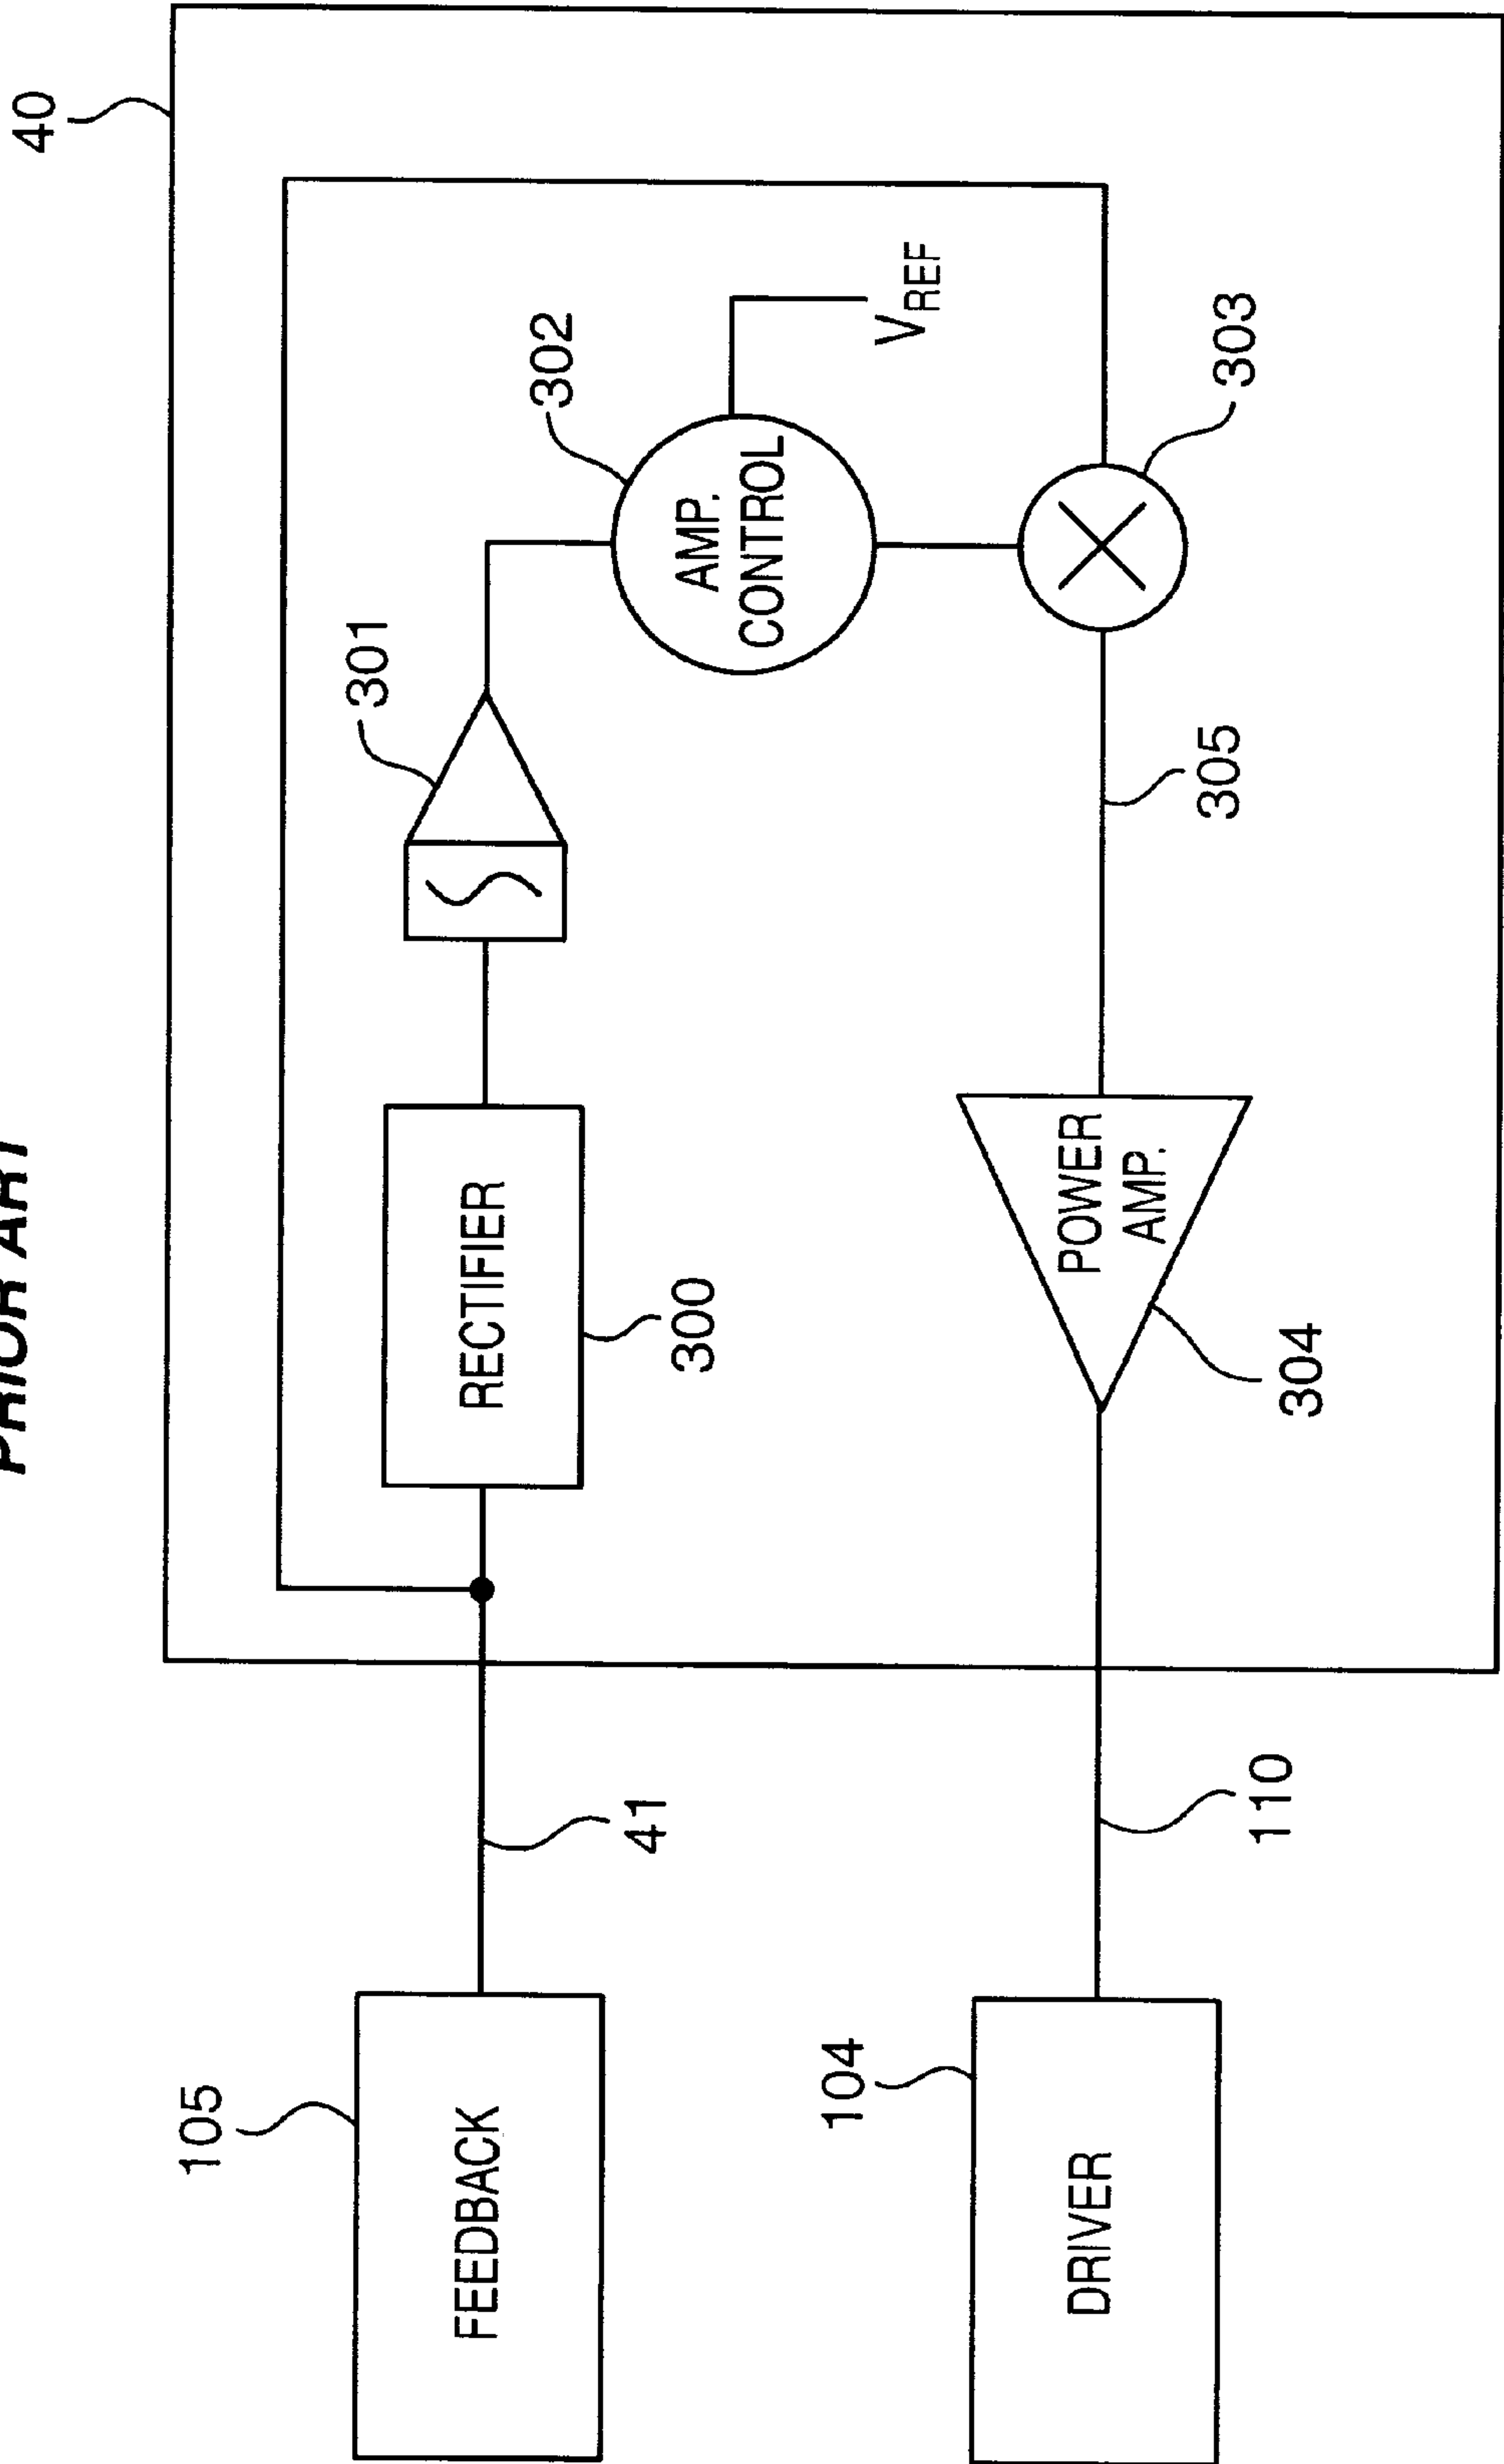 PRIOR ART
40
302
301
AMP.
CONTROL
VREF
303
RECTIFIER
300
305
POWER
AMP.
304
105
FEEDBACK
41
104
DRIVER
110